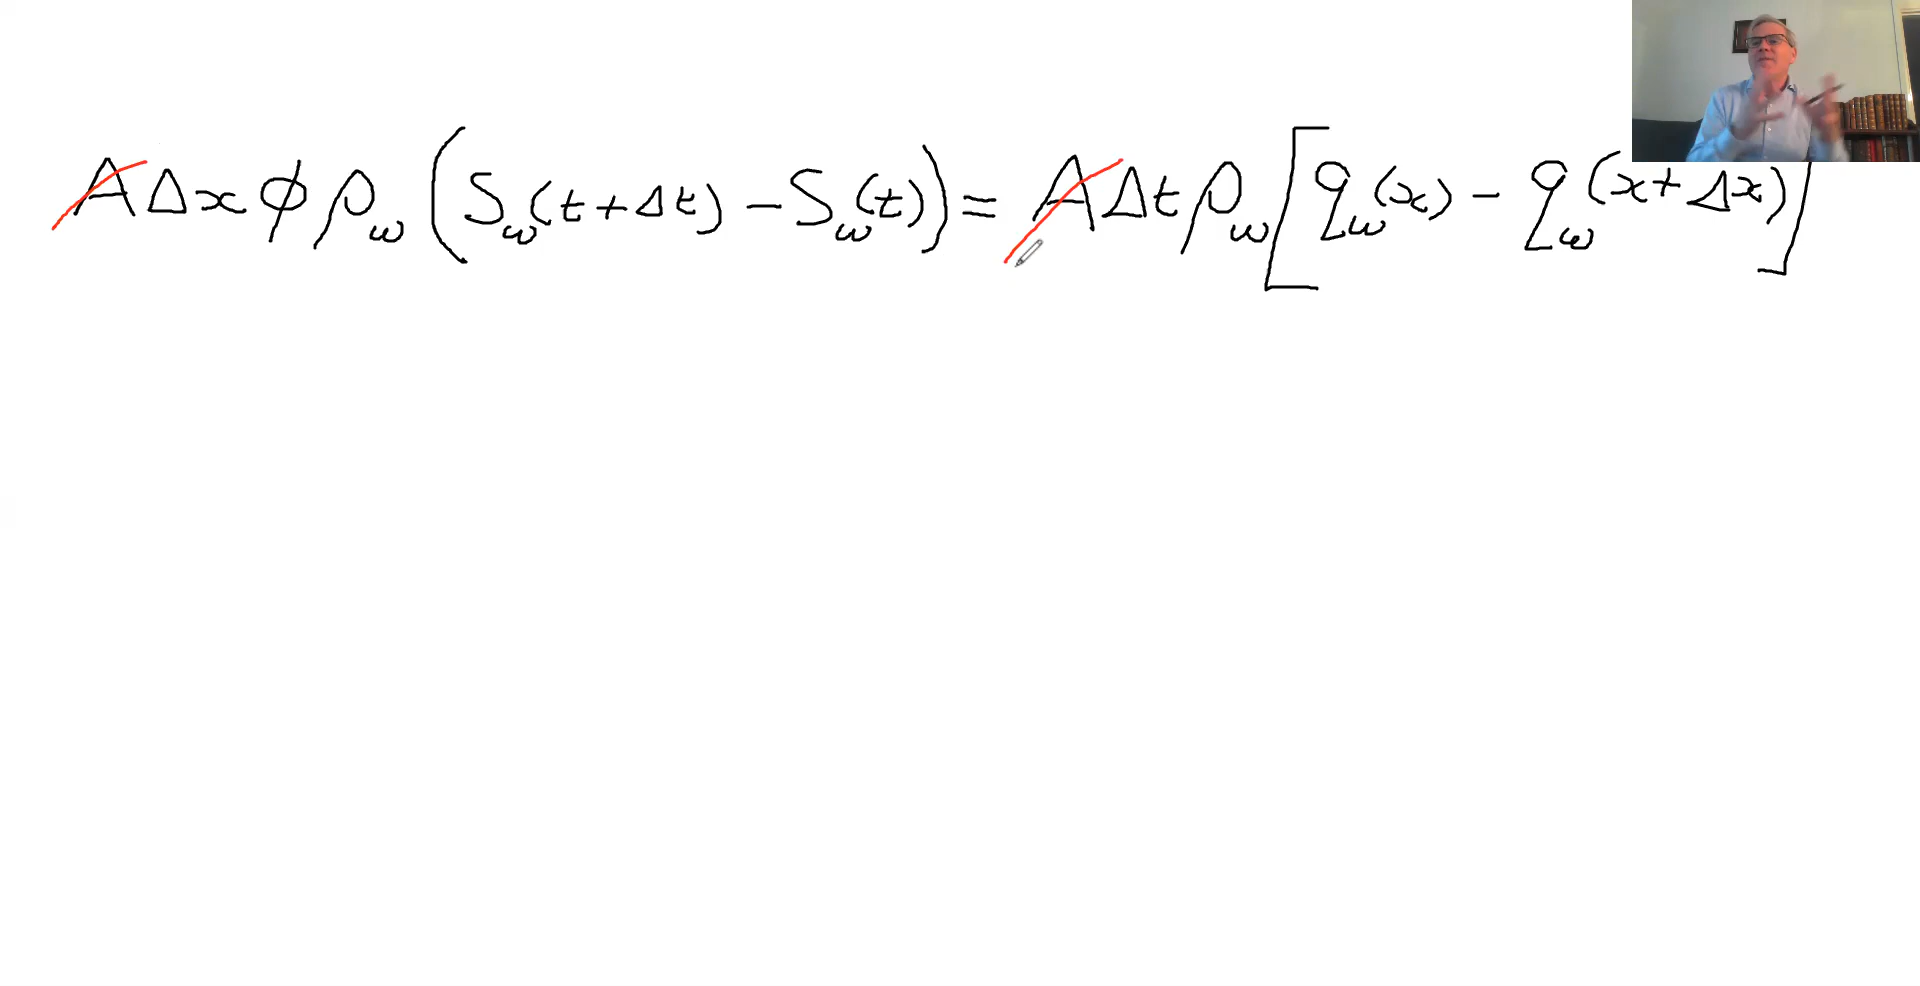 AΔxϕρ_w (S_w(t+Δt) − S_w(t)) = AΔtρ_w [q_w(x) − q_w(x+Δx)]